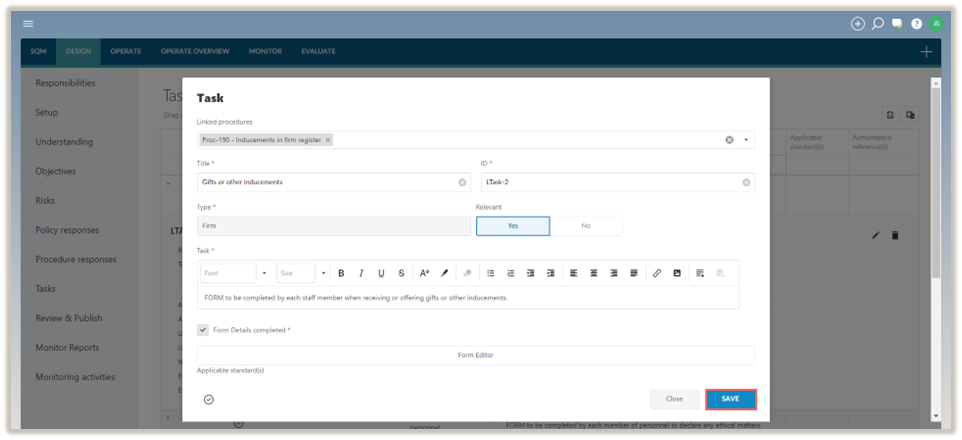 JS
SQM DESIGN OPERATE OPERATE OVERVIEW MONITOR EVALUATE
Responsibilities
Setup
Understanding
Objectives
Risks
Policy responses
Procedure responses
Tasks
Review & Publish
Monitor Reports
Monitoring activities
Tas
Drag
Applicable
standard(s)
Authoritative
reference(s)
LTA
Task
Linked procedures
Proc-190 - Inducements in firm register ×
Title *
ID *
Gifts or other inducements
LTask-2
Type *
Relevant
Firm
Yes No
Task *
Font Size B I U S
FORM to be completed by each staff member when receiving or offering gifts or other inducements.
Form Details completed *
Form Editor
Applicable standard(s)
Close SAVE
personnel
FORM to be completed by each member of personnel to declare any ethical matters.